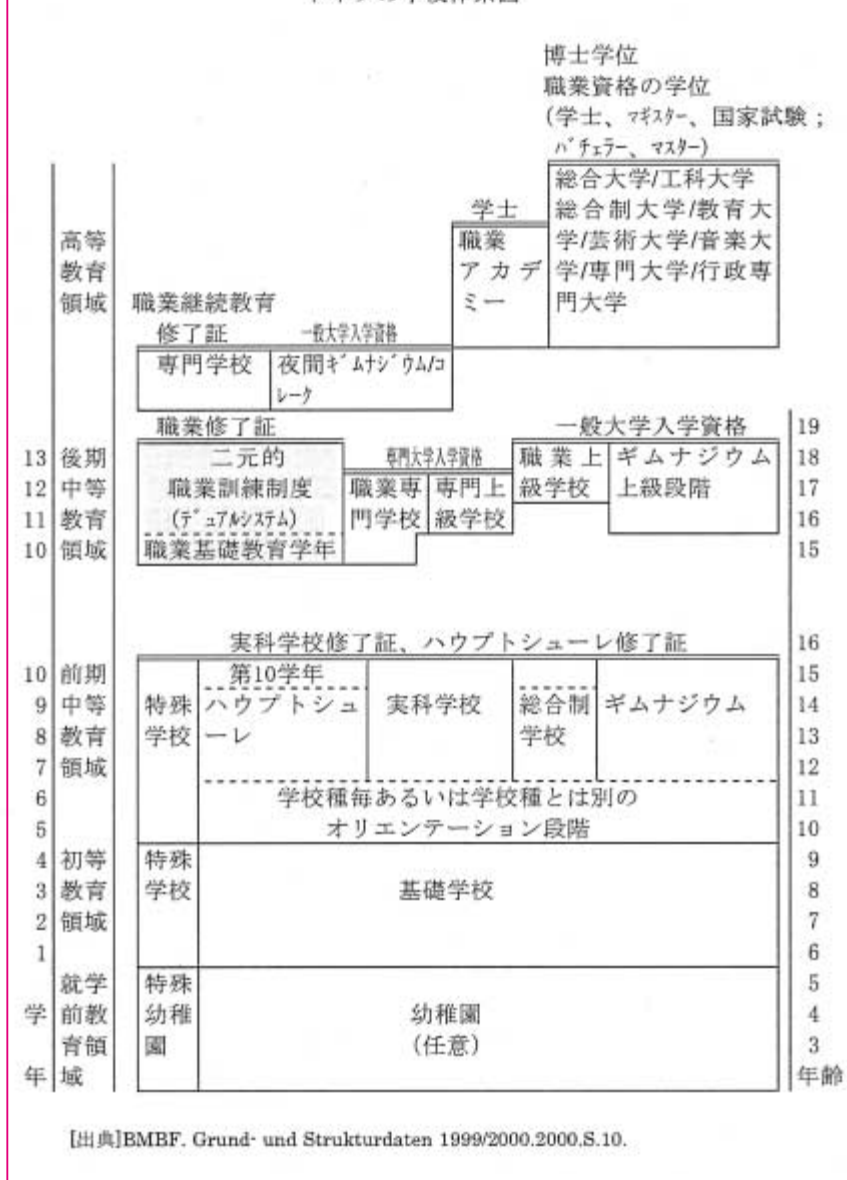 博士学位
職業資格の学位
(学士、マギスター、国家試験；
バチェラー、マスター)
総合大学/工科大学
学士
総合制大学/教育大
高等
職業
学/芸術大学/音楽大
教育
アカデ
学/専門大学/行政専
領域
職業継続教育
ミー
門大学
修了証
一般大学入学資格
専門学校
夜間ギムナジウム/コ
レーク
職業修了証
一般大学入学資格
19
13
後期
二元的
専門大学入学資格
職業上
ギムナジウム
18
12
中等
職業訓練制度
職業専
専門上
級学校
上級段階
17
11
教育
(デュアルシステム)
門学校
級学校
16
10
領域
職業基礎教育学年
15
実科学校修了証、ハウプトシューレ修了証
16
10
前期
第10学年
15
9
中等
特殊
ハウプトシュ
実科学校
総合制
ギムナジウム
14
8
教育
学校
ーレ
学校
13
7
領域
12
6
学校種毎あるいは学校種とは別の
11
5
オリエンテーション段階
10
4
初等
特殊
9
3
教育
学校
基礎学校
8
2
領域
7
1
6
就学
特殊
5
学
前教
幼稚
幼稚園
4
育領
園
(任意)
3
年
域
年齢
[出典]BMBF. Grund- und Strukturdaten 1999/2000.2000.S.10.